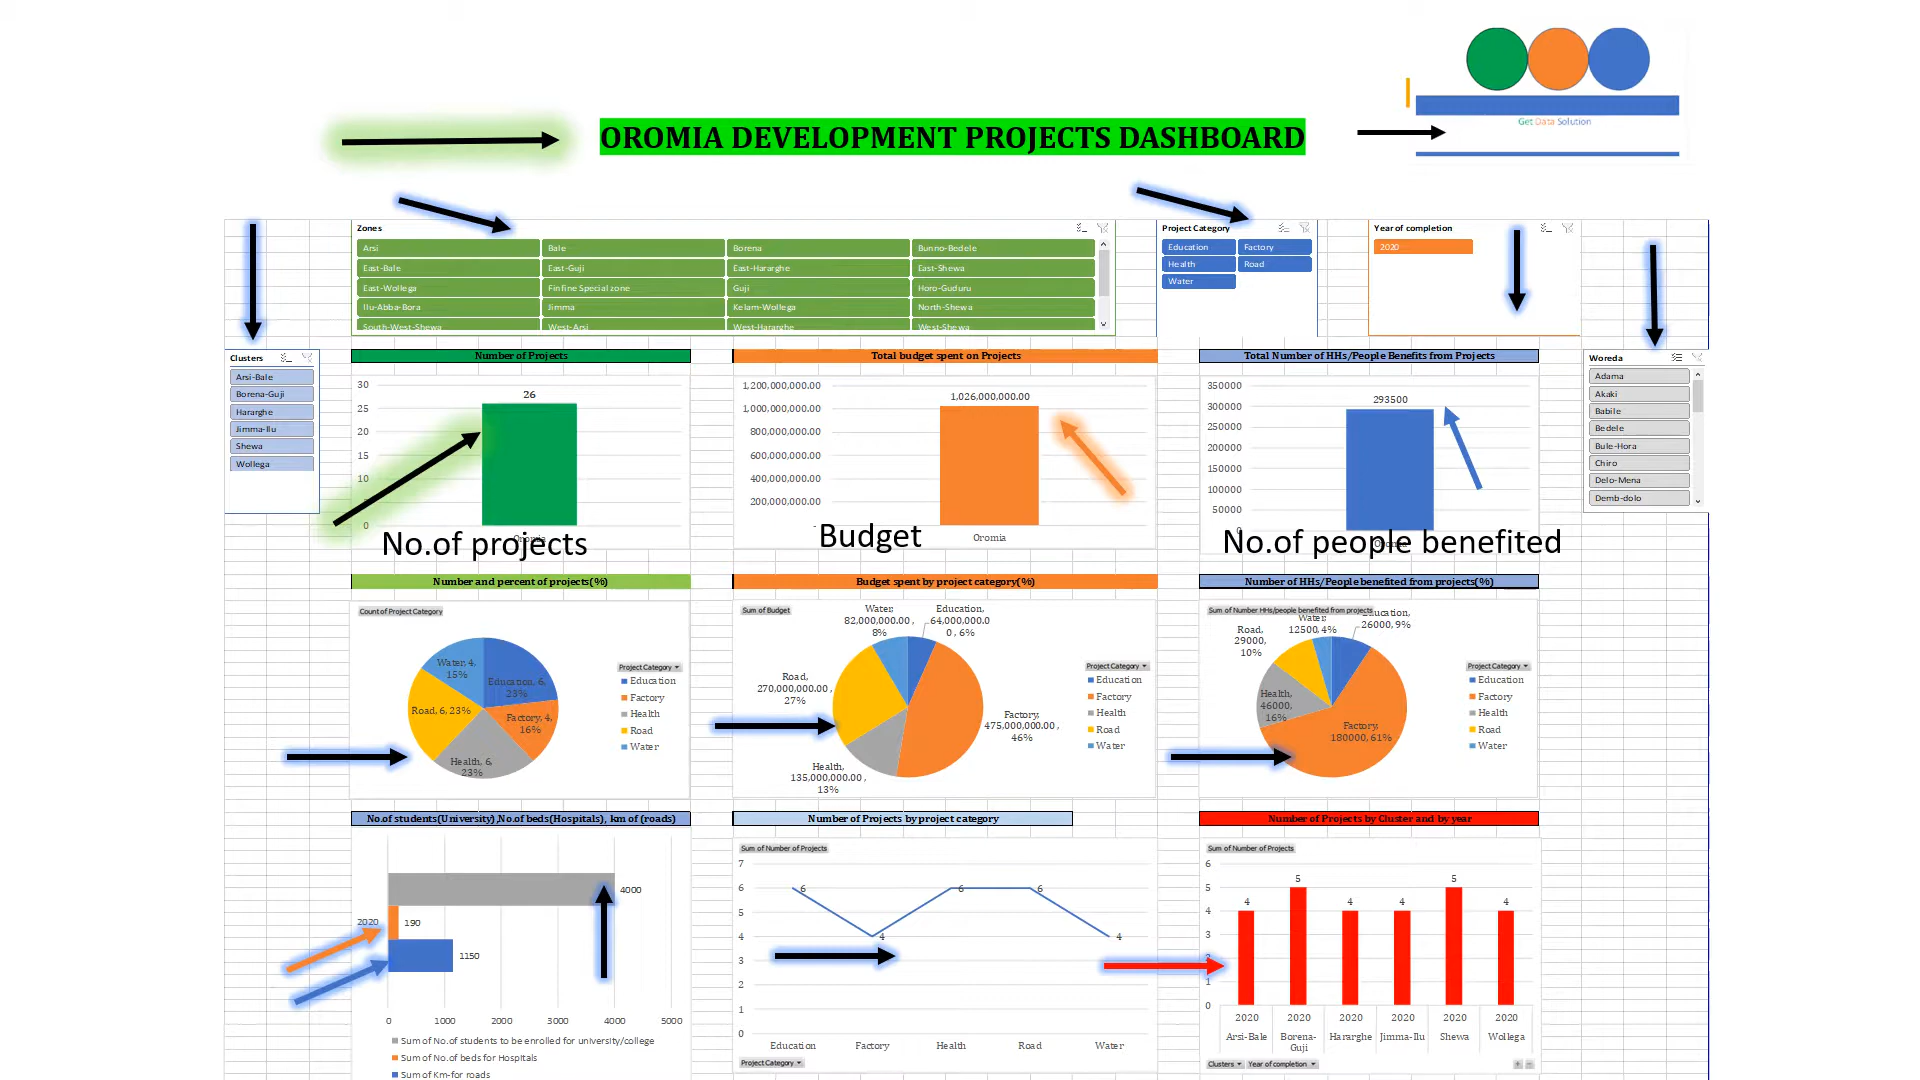 Get Data Solution
OROMIA DEVELOPMENT PROJECTS DASHBOARD
Zones
Arsi
Bale
Borena
Bunno-Bedele
East-Bale
East-Guji
East-Hararghe
East-Shewa
East-Wollega
Finfine Special zone
Guji
Horo-Guduru
Ilu-Abba-Bora
Jimma
Kelam-Wollega
North-Shewa
South-West-Shewa
West-Arsi
West-Hararghe
West-Shewa
Project Category
Education
Factory
Health
Road
Water
Year of completion
2020
Clusters
Arsi-Bale
Borena-Guji
Hararghe
Jimma-Ilu
Shewa
Wollega
Woreda
Adama
Akaki
Babile
Bedele
Bule-Hora
Chiro
Delo-Mena
Demb-dolo
Number of Projects
30
26
25
20
15
10
0
No.of projects
Total budget spent on Projects
1,200,000,000.00
1,026,000,000.00
1,000,000,000.00
800,000,000.00
600,000,000.00
400,000,000.00
200,000,000.00
Oromia
Budget
Total Number of HHs/People Benefits from Projects
350000
293500
300000
250000
200000
150000
100000
50000
No.of people benefited
Number and percent of projects(%)
Count of Project Category
Water, 4,
15%
Education, 6,
23%
Road, 6, 23%
Factory, 4,
16%
Health, 6,
23%
Project Category
Education
Factory
Health
Road
Water
Budget spent by project category(%)
Sum of Budget
Water,
82,000,000.00 ,
8%
Education,
64,000,000.0
0 , 6%
Road,
270,000,000.00 ,
27%
Factory,
475,000,000.00 ,
46%
Health,
135,000,000.00 ,
13%
Project Category
Education
Factory
Health
Road
Water
Number of HHs/People benefited from projects(%)
Sum of Number HHs/people benefited from projects
Education,
26000, 9%
Water,
12500, 4%
Road,
29000,
10%
Health,
46000,
16%
Factory,
180000, 61%
Project Category
Education
Factory
Health
Road
Water
No.of students(University),No.of beds(Hospitals), km of (roads)
4000
2020
190
1150
0 1000 2000 3000 4000 5000
Sum of No.of students to be enrolled for university/college
Sum of No.of beds for Hospitals
Sum of Km-for roads
Number of Projects by project category
Sum of Number of Projects
7
6
5
4
3
2
1
0
6
4
6
6
4
Education Factory Health Road Water
Project Category
Number of Projects by Cluster and by year
Sum of Number of Projects
6
5
4
3
2
1
0
4
5
4
4
5
4
2020 2020 2020 2020 2020 2020
Arsi-Bale Borena-Guji Hararghe Jimma-Ilu Shewa Wollega
Clusters Year of completion